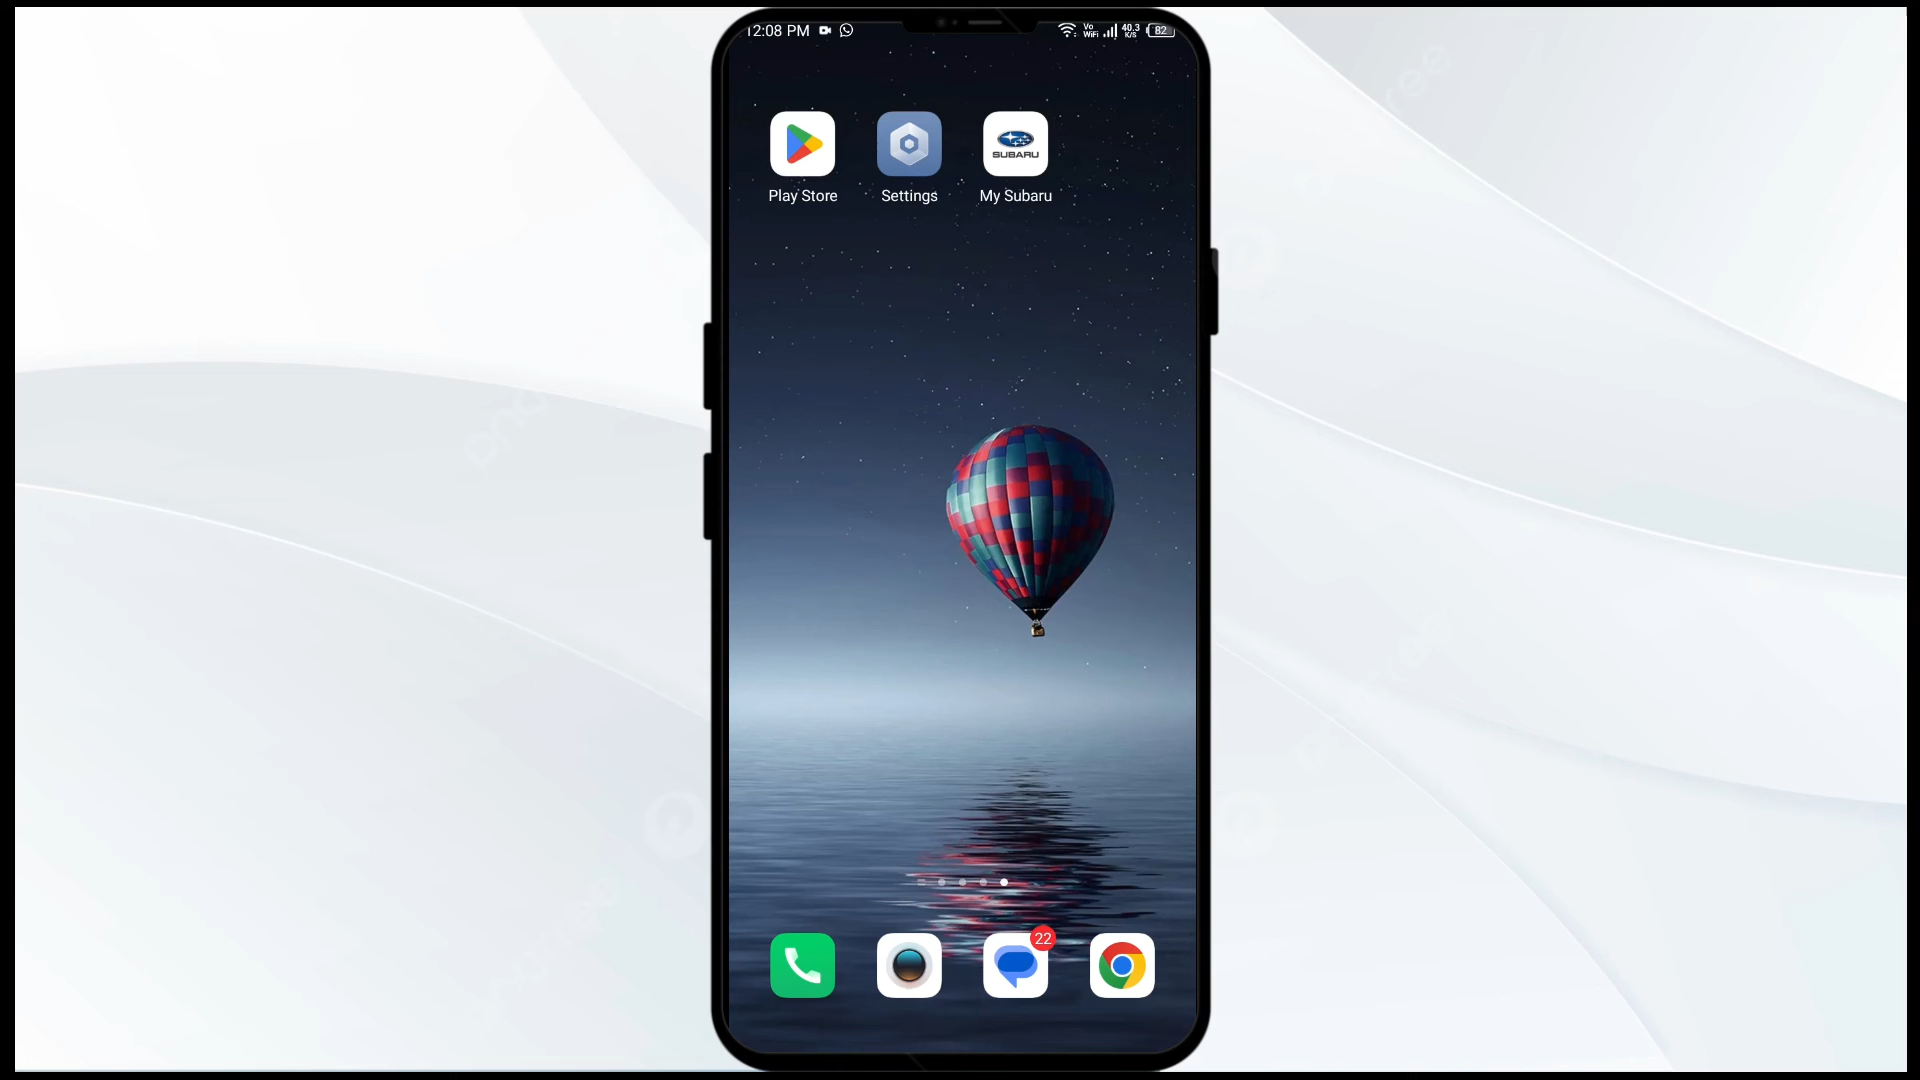 12:08 PM
Vo
WiFi
40.3
K/S
82
SUBARU
Play Store
Settings
My Subaru
22